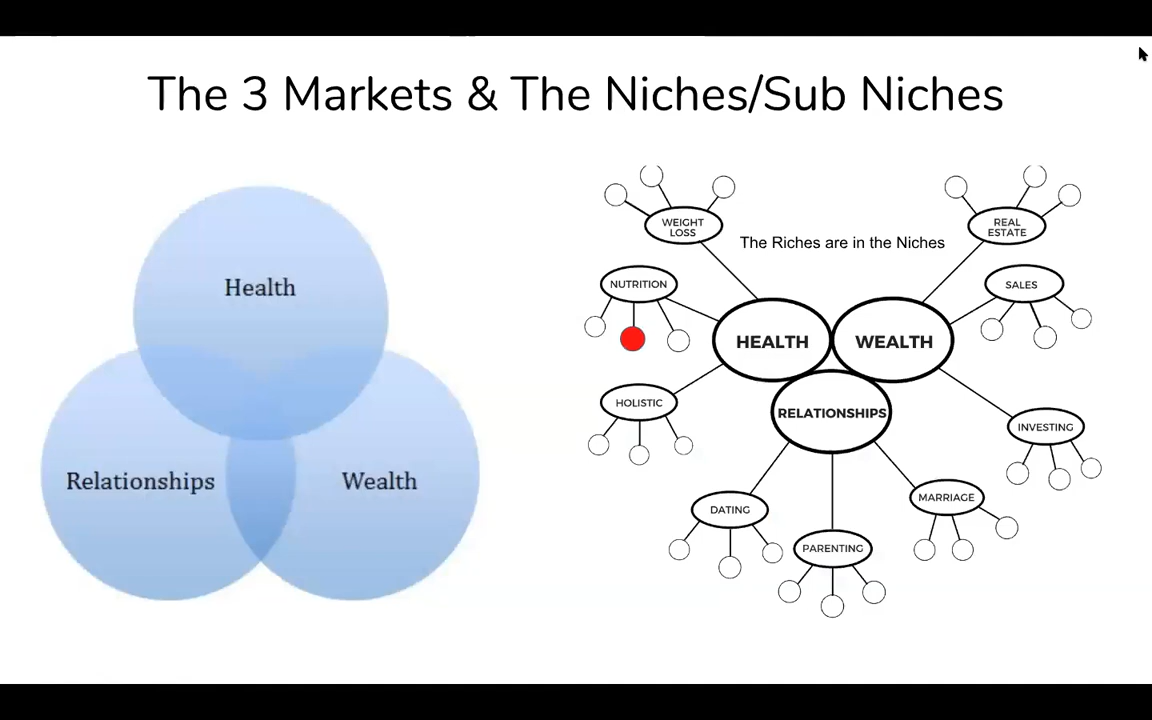 The 3 Markets & The Niches/Sub Niches
Health
Relationships
Wealth
WEIGHT
LOSS
REAL
ESTATE
The Riches are in the Niches
NUTRITION
SALES
HEALTH
WEALTH
HOLISTIC
RELATIONSHIPS
INVESTING
DATING
MARRIAGE
PARENTING